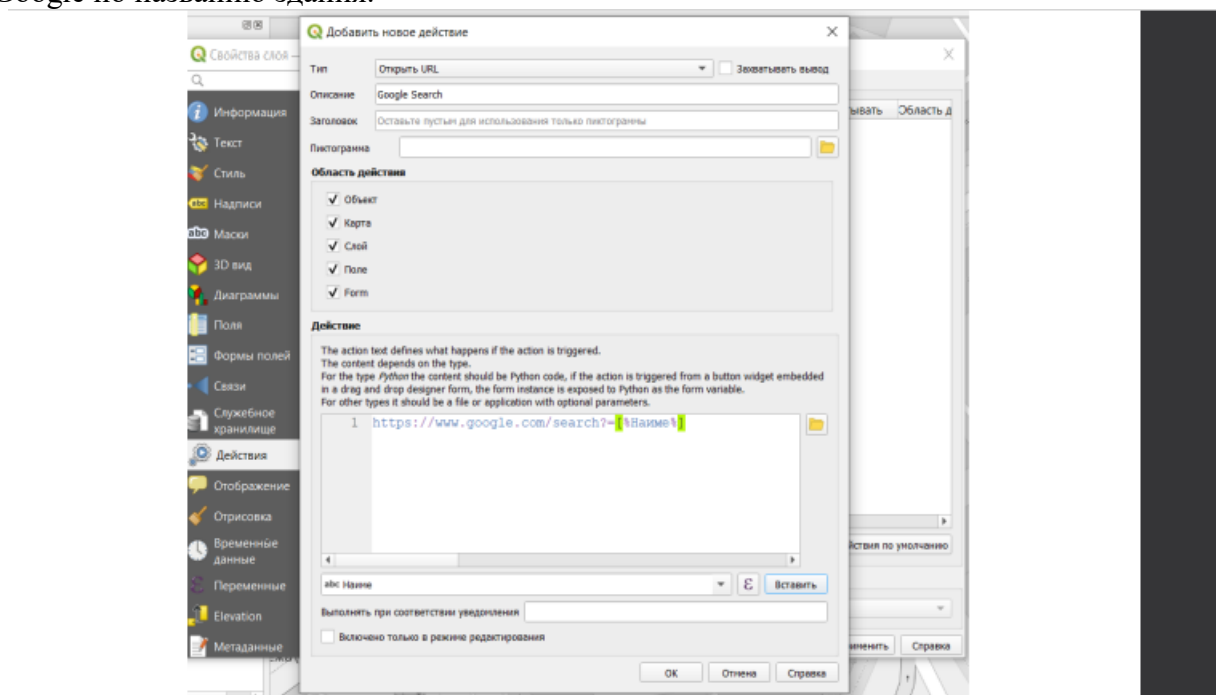 Google по названию здания.
Добавить новое действие
Свойства слоя —
Тип
Открыть URL
Захватывать вывод
Описание
Google Search
Заголовок
Оставьте пустым для использования только пиктограммы
Пиктограмма
Область действия
Объект
Карта
Слой
Поле
Form
Действие
The action text defines what happens if the action is triggered.
The content depends on the type.
For the type Python the content should be Python code, if the action is triggered from a button widget embedded
in a drag and drop designer form, the form instance is exposed to Python as the form variable.
For other types it should be a file or application with optional parameters.
1 https://www.google.com/search?=[%Наиме%]
abc Наиме
ε
Вставить
Выполнять при соответствии уведомления
Включено только в режиме редактирования
OK
Отмена
Справка
Информация
Текст
Стиль
abc Надписи
abc Маски
3D вид
Диаграммы
Поля
Формы полей
Связи
Служебное
хранилище
Действия
Отображение
Отрисовка
Временные
данные
Переменные
Elevation
Метаданные
ывать
Область д
йствия по умолчанию
именить
Справка